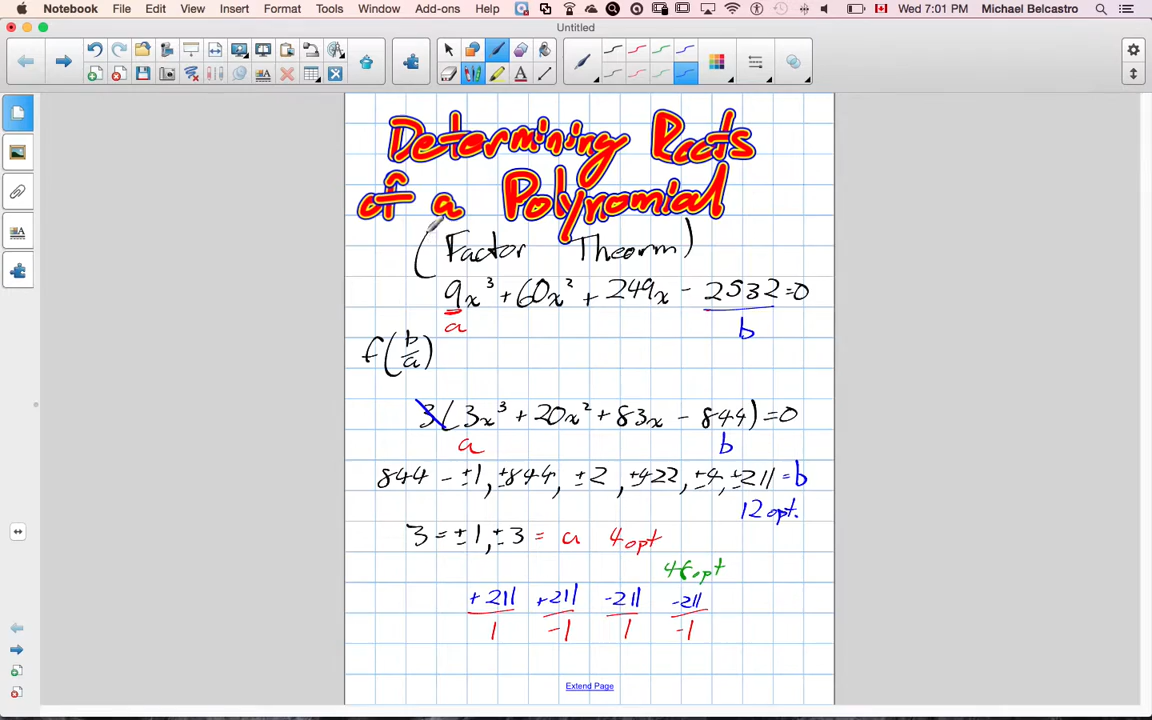 Notebook File Edit View Insert Format Tools Window Add-ons Help Wed 7:01 PM Michael Belcastro
Untitled
Determining Roots
of a Polynomial
(Factor Theorm)
9x³ + 60x² + 249x - 2532 = 0
a b
f(b/a)
3(3x³ + 20x² + 83x - 844) = 0
a b
844 - ±1, ±844, ±2, ±422, ±4, ±211 = b
12 opt.
3 = ±1, ±3 = a 4 opt
48 opt
+211/1 +211/-1 -211/1 -211/-1
Extend Page